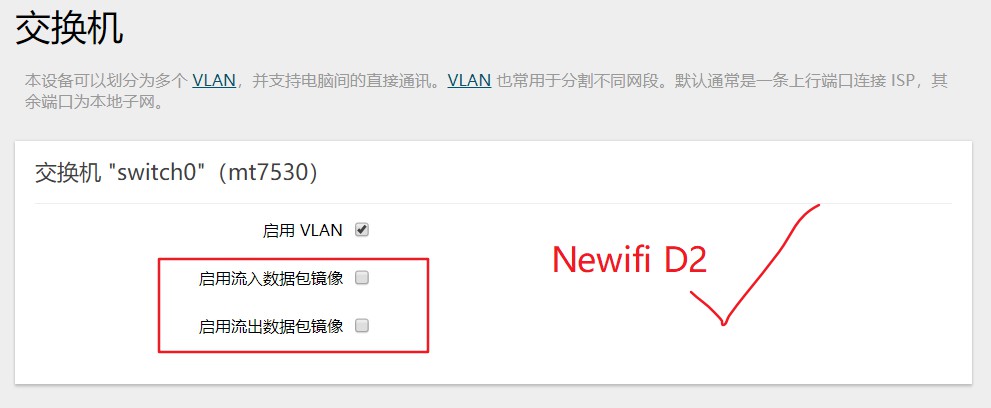 交换机
本设备可以划分为多个 VLAN，并支持电脑间的直接通讯。VLAN 也常用于分割不同网段。默认通常是一条上行端口连接 ISP，其
余端口为本地子网。
交换机 "switch0"（mt7530）
启用 VLAN
启用流入数据包镜像
Newifi D2
启用流出数据包镜像